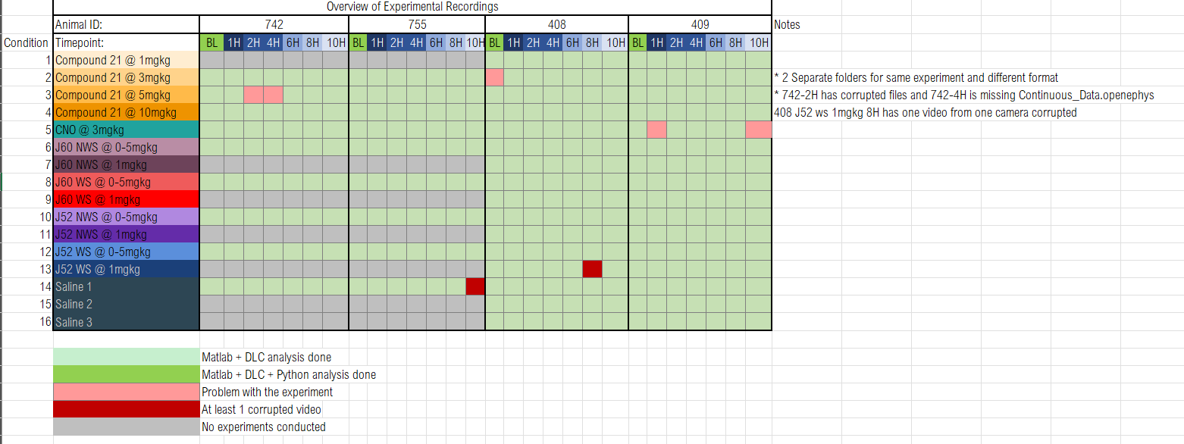 Overview of Experimental Recordings
Animal ID: 742 755 408 409 Notes
Condition Timepoint: BL 1H 2H 4H 6H 8H 10H BL 1H 2H 4H 6H 8H 10H BL 1H 2H 4H 6H 8H 10H BL 1H 2H 4H 6H 8H 10H
1 Compound 21 @ 1mgkg
2 Compound 21 @ 3mgkg * 2 Separate folders for same experiment and different format
3 Compound 21 @ 5mgkg * 742-2H has corrupted files and 742-4H is missing Continuous_Data.openephys
4 Compound 21 @ 10mgkg 408 J52 ws 1mgkg 8H has one video from one camera corrupted
5 CNO @ 3mgkg
6 J60 NWS @ 0-5mgkg
7 J60 NWS @ 1mgkg
8 J60 WS @ 0-5mgkg
9 J60 WS @ 1mgkg
10 J52 NWS @ 0-5mgkg
11 J52 NWS @ 1mgkg
12 J52 WS @ 0-5mgkg
13 J52 WS @ 1mgkg
14 Saline 1
15 Saline 2
16 Saline 3
Matlab + DLC analysis done
Matlab + DLC + Python analysis done
Problem with the experiment
At least 1 corrupted video
No experiments conducted